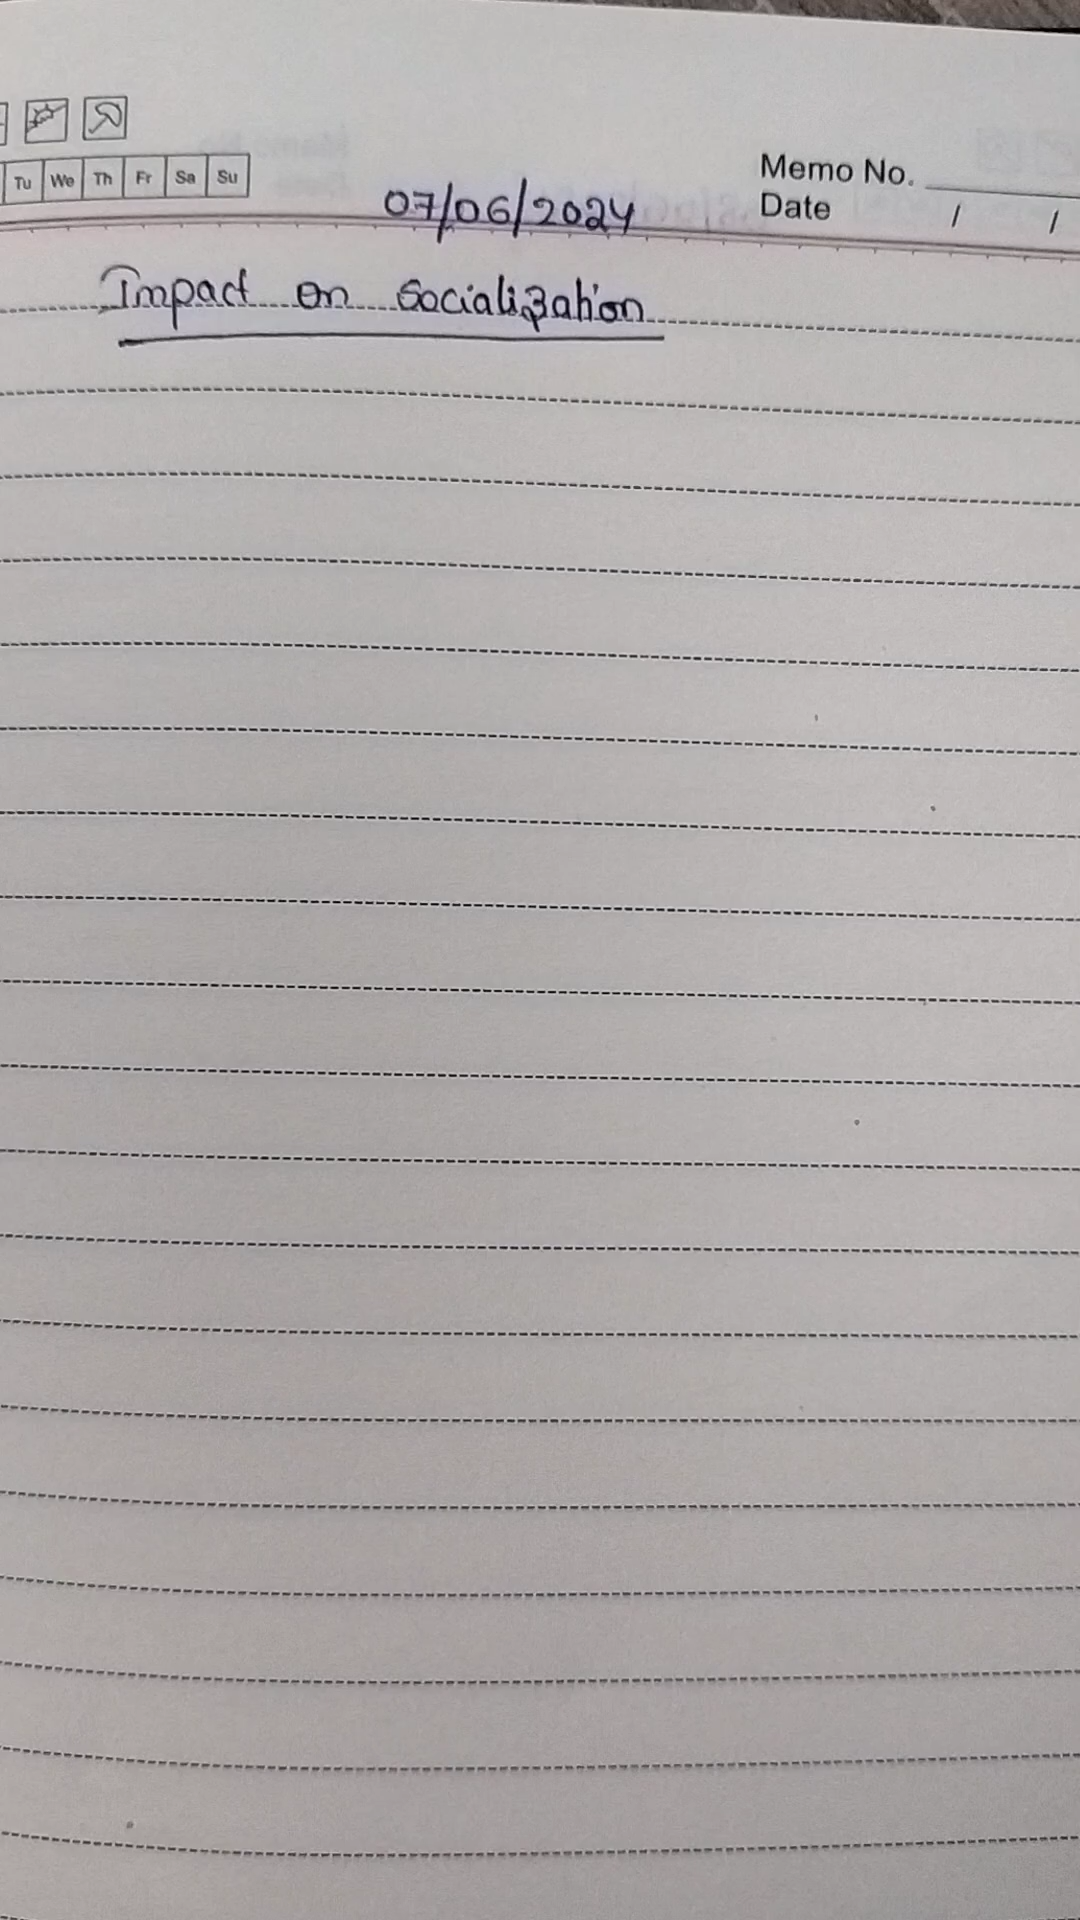 Tu We Th Fr Sa Su
Memo No.
07/06/2024
Date / /
Impact on Socialization